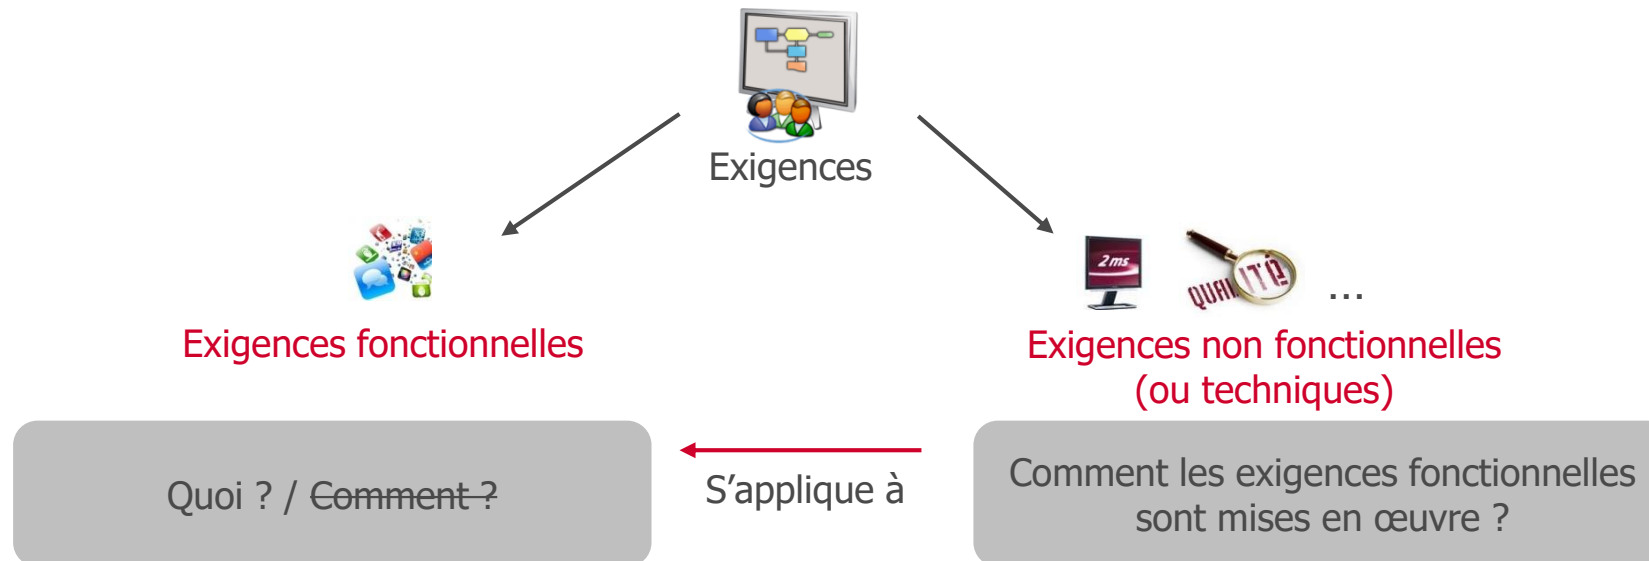 Exigences
2ms
QUALITÉ
...
Exigences fonctionnelles
Exigences non fonctionnelles
(ou techniques)
Quoi ? / Comment ?
S’applique à
Comment les exigences fonctionnelles
sont mises en œuvre ?